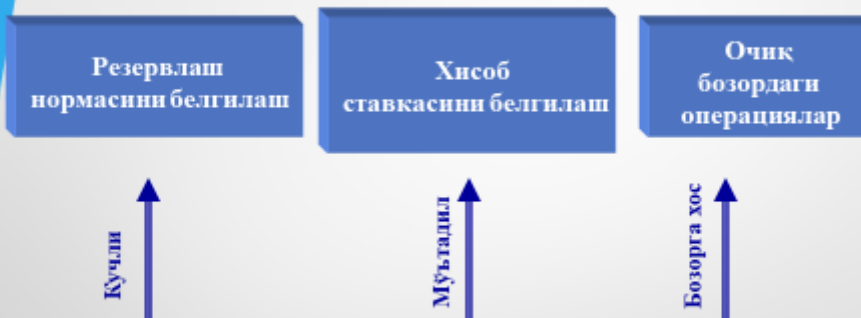 Резервлаш
нормасини белгилаш
Хисоб
ставкасини белгилаш
Очиқ
бозордаги
операциялар
Кучли
Мўътадил
Бозорга хос